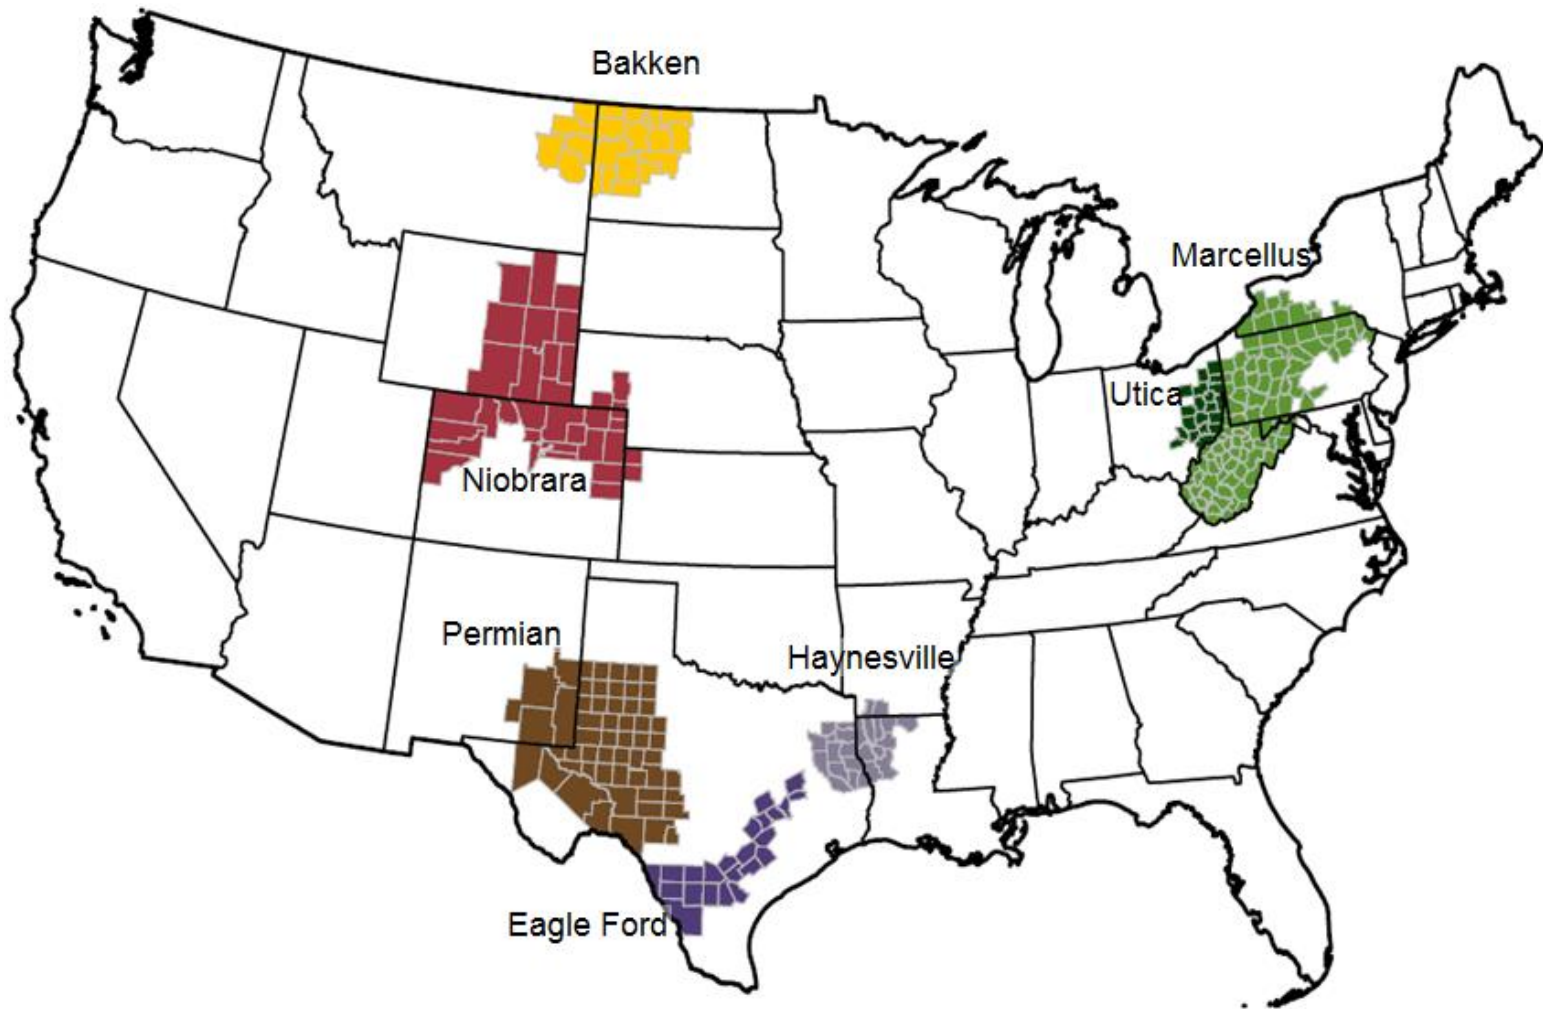 Bakken
Marcellus
Utica
Niobrara
Permian
Haynesville
Eagle Ford